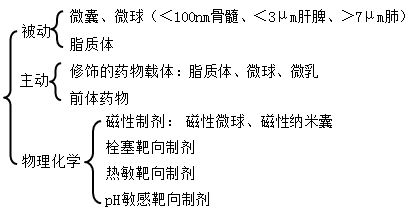 被动
微囊、微球（＜100nm骨髓、＜3μm肝脾、＞7μm肺）
脂质体
主动
修饰的药物载体：脂质体、微球、微乳
前体药物
物理化学
磁性制剂： 磁性微球、磁性纳米囊
栓塞靶向制剂
热敏靶向制剂
pH敏感靶向制剂